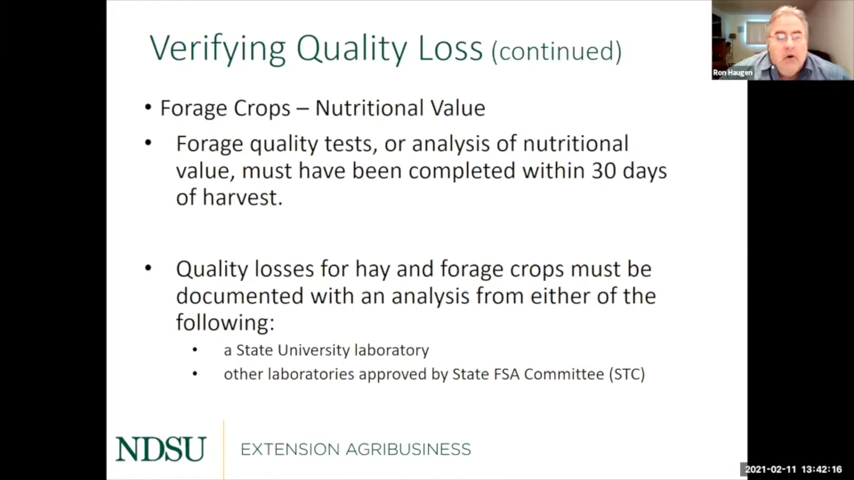 Verifying Quality Loss (continued)
• Forage Crops – Nutritional Value
• Forage quality tests, or analysis of nutritional
value, must have been completed within 30 days
of harvest.
• Quality losses for hay and forage crops must be
documented with an analysis from either of the
following:
• a State University laboratory
• other laboratories approved by State FSA Committee (STC)
NDSU EXTENSION AGRIBUSINESS
Ron Haugen
2021-02-11 13:42:16